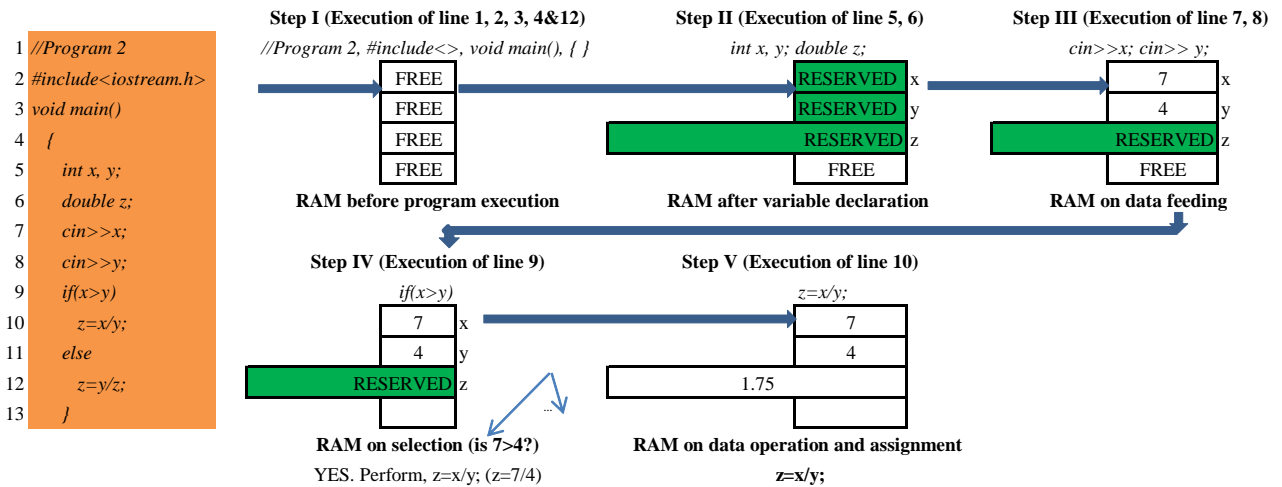 1 //Program 2
2 #include<iostream.h>
3 void main()
4 {
5 int x, y;
6 double z;
7 cin>>x;
8 cin>>y;
9 if(x>y)
10 z=x/y;
11 else
12 z=y/z;
13 }
Step I (Execution of line 1, 2, 3, 4&12)
//Program 2, #include<>, void main(), { }
FREE
FREE
FREE
FREE
RAM before program execution
Step II (Execution of line 5, 6)
int x, y; double z;
RESERVED x
RESERVED y
RESERVED z
FREE
RAM after variable declaration
Step III (Execution of line 7, 8)
cin>>x; cin>> y;
7 x
4 y
RESERVED z
FREE
RAM on data feeding
Step IV (Execution of line 9)
if(x>y)
7 x
4 y
RESERVED z
...
RAM on selection (is 7>4?)
YES. Perform, z=x/y; (z=7/4)
Step V (Execution of line 10)
z=x/y;
7
4
1.75
RAM on data operation and assignment
z=x/y;